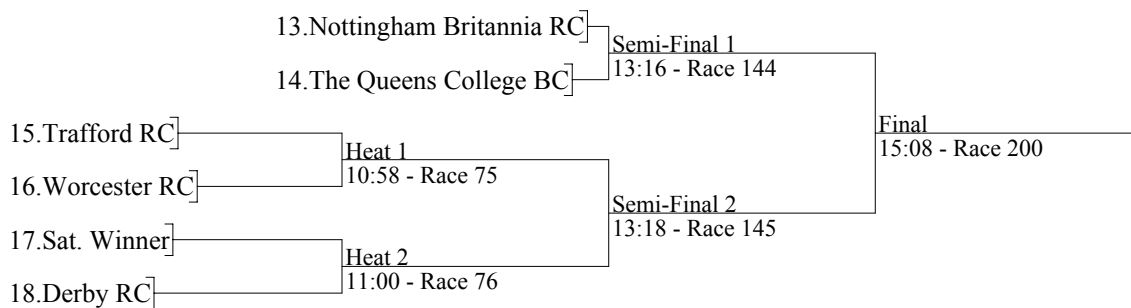 13.Nottingham Britannia RC
Semi-Final 1
13:16 - Race 144
14.The Queens College BC
15.Trafford RC
Final
15:08 - Race 200
Heat 1
10:58 - Race 75
16.Worcester RC
Semi-Final 2
13:18 - Race 145
17.Sat. Winner
Heat 2
11:00 - Race 76
18.Derby RC